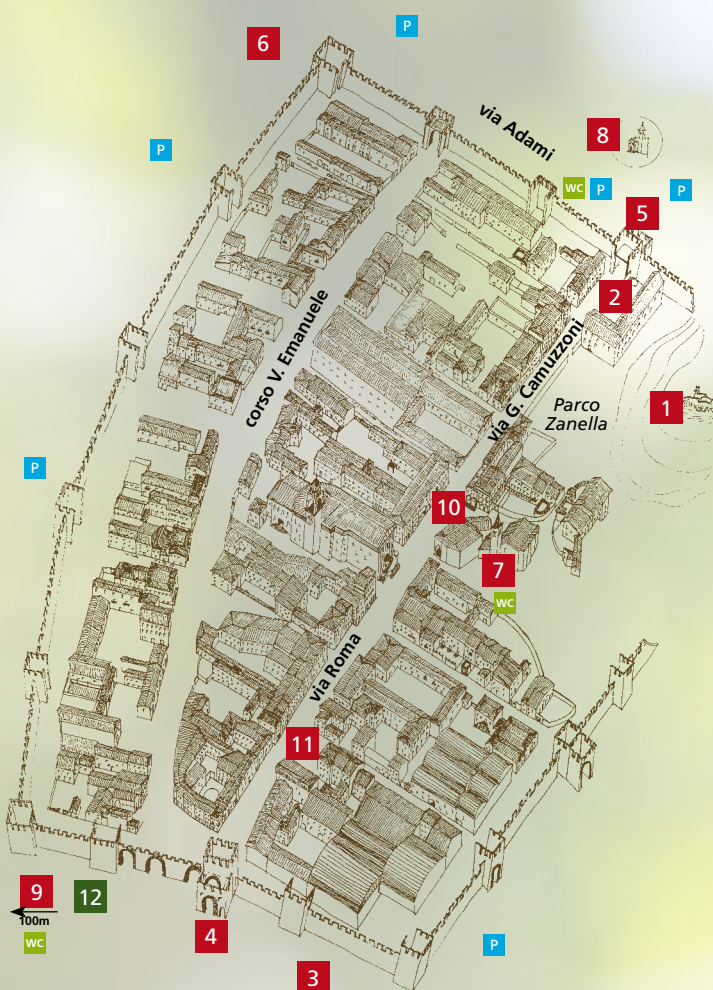 P
6
via Adami
8
P
WC
P
P
5
2
corso V. Emanuele
via G. Camuzzoni
Parco
Zanella
1
P
10
7
WC
via Roma
11
9
12
100m
WC
4
P
3